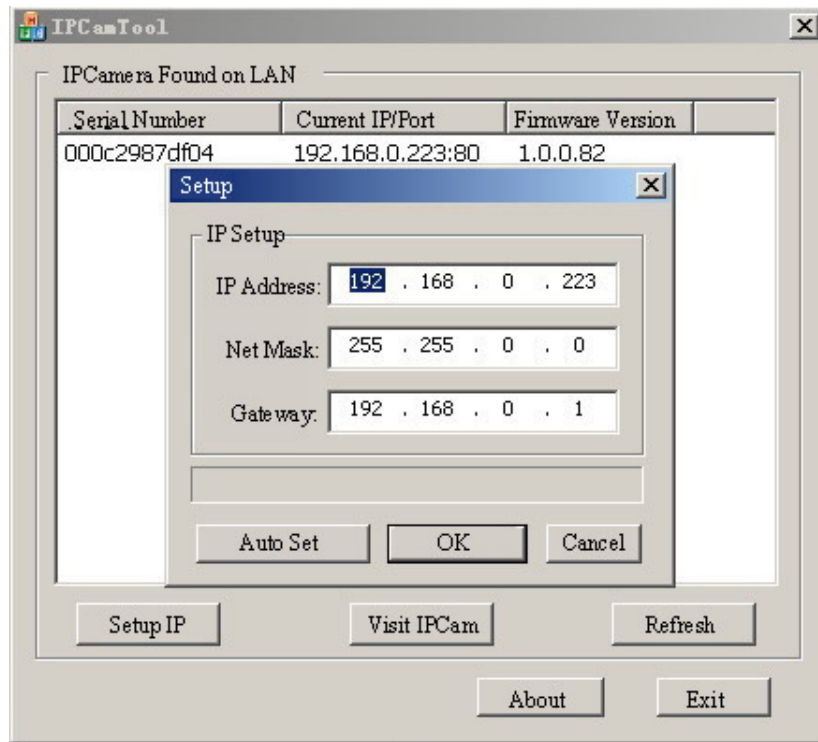 IPCamTool
IPCamera Found on LAN
Serial Number Current IP/Port Firmware Version
000c2987df04 192.168.0.223:80 1.0.0.82
Setup
IP Setup
IP Address: 192 . 168 . 0 . 223
Net Mask: 255 . 255 . 0 . 0
Gateway: 192 . 168 . 0 . 1
Auto Set OK Cancel
Setup IP Visit IPCam Refresh
About Exit